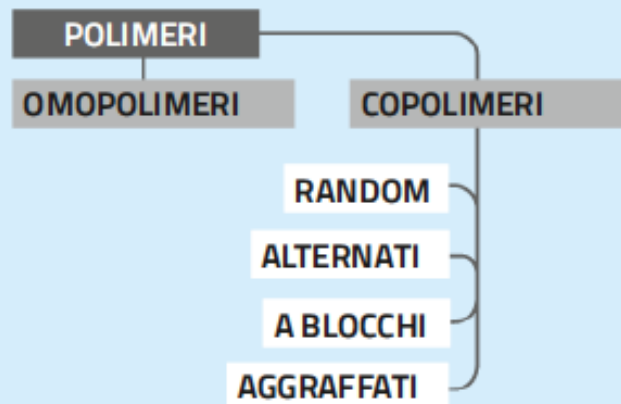 POLIMERI
OMOPOLIMERI
COPOLIMERI
RANDOM
ALTERNATI
A BLOCCHI
AGGRAFFATI